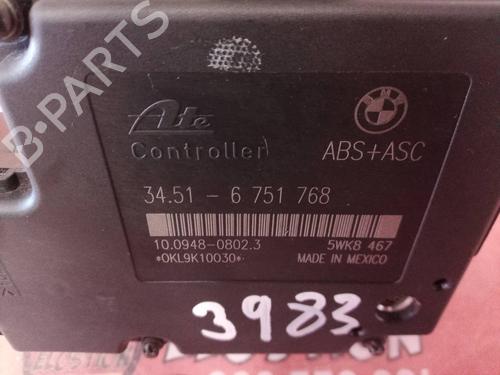 B-PARTS
Ate
Controller
BMW
ABS+ASC
34.51 - 6 751 768
10.0948-0802.3
5WK8 467
*0KL9K10030*
MADE IN MEXICO
3983